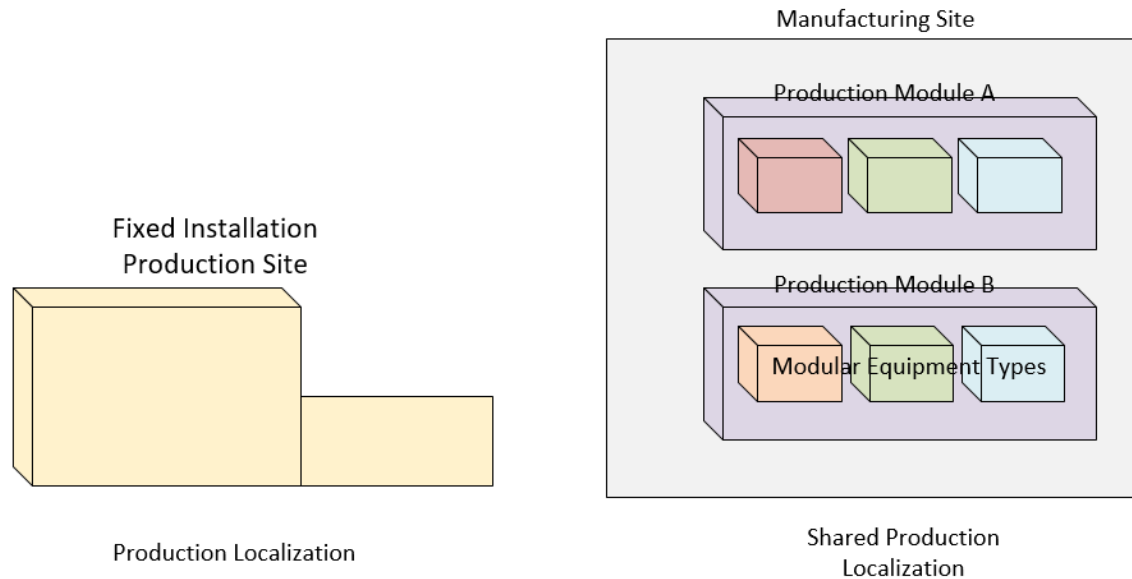 Fixed Installation
Production Site
Production Localization
Manufacturing Site
Production Module A
Production Module B
Modular Equipment Types
Shared Production
Localization